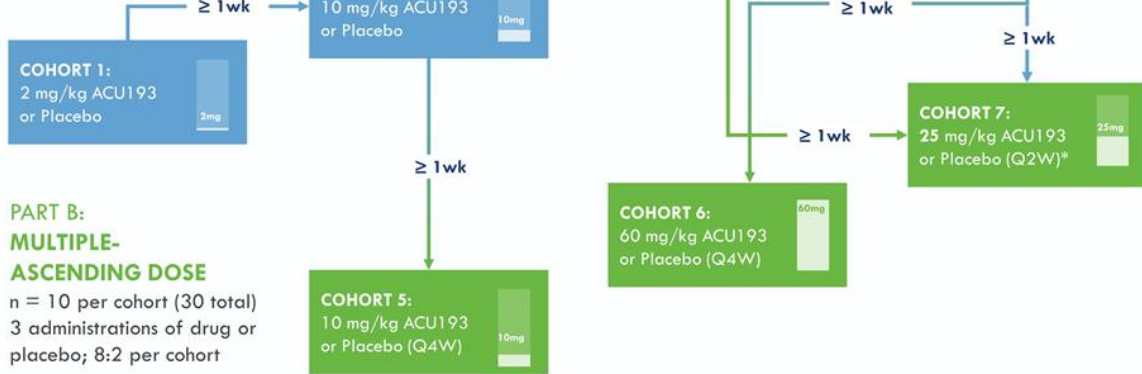 ≥ 1wk
10 mg/kg ACU193
or Placebo
10mg
≥ 1wk
≥ 1wk
COHORT 1:
2 mg/kg ACU193
or Placebo
2mg
COHORT 7:
25 mg/kg ACU193
or Placebo (Q2W)*
25mg
≥ 1wk
≥ 1wk
PART B:
MULTIPLE-
ASCENDING DOSE
n = 10 per cohort (30 total)
3 administrations of drug or
placebo; 8:2 per cohort
COHORT 5:
10 mg/kg ACU193
or Placebo (Q4W)
10mg
COHORT 6:
60 mg/kg ACU193
or Placebo (Q4W)
60mg